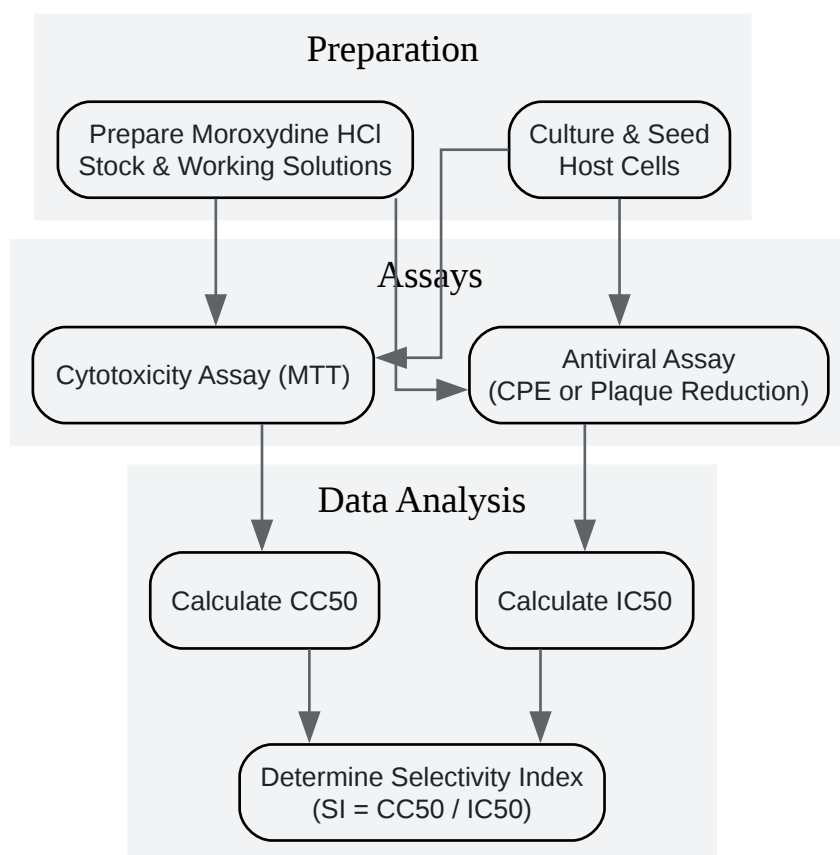 Preparation
Prepare Moroxydine HCl
Stock & Working Solutions
Culture & Seed
Host Cells
Assays
Cytotoxicity Assay (MTT)
Antiviral Assay
(CPE or Plaque Reduction)
Data Analysis
Calculate CC50
Calculate IC50
Determine Selectivity Index
(SI = CC50 / IC50)